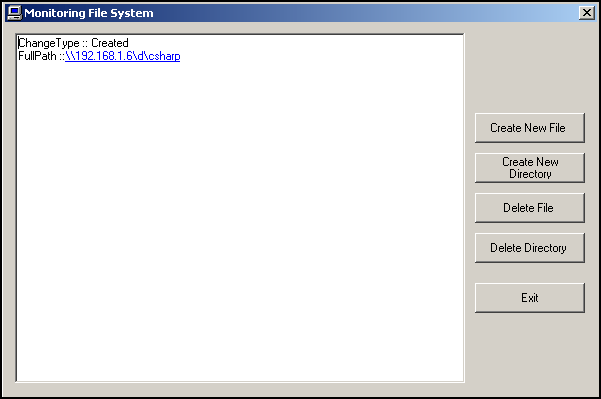 Monitoring File System
ChangeType :: Created
FullPath ::\\192.168.1.6\d\csharp
Create New File
Create New
Directory
Delete File
Delete Directory
Exit